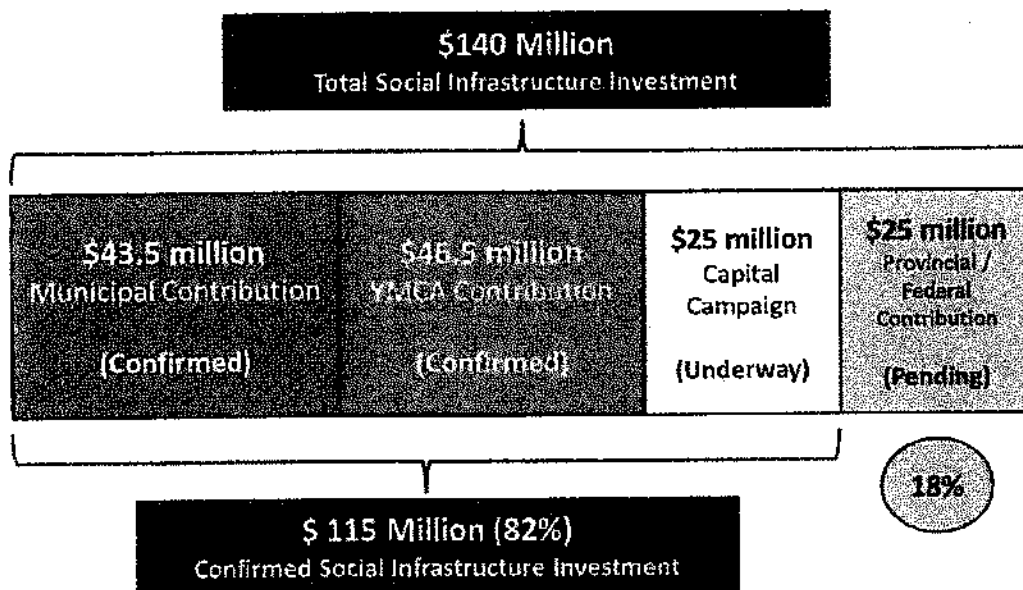 $140 Million
Total Social Infrastructure Investment
$43.5 million
Municipal Contribution
(Confirmed)
$46.5 million
YMCA Contribution
(Confirmed)
$25 million
Capital
Campaign
(Underway)
$25 million
Provincial /
Federal
Contribution
(Pending)
18%
$ 115 Million (82%)
Confirmed Social Infrastructure Investment